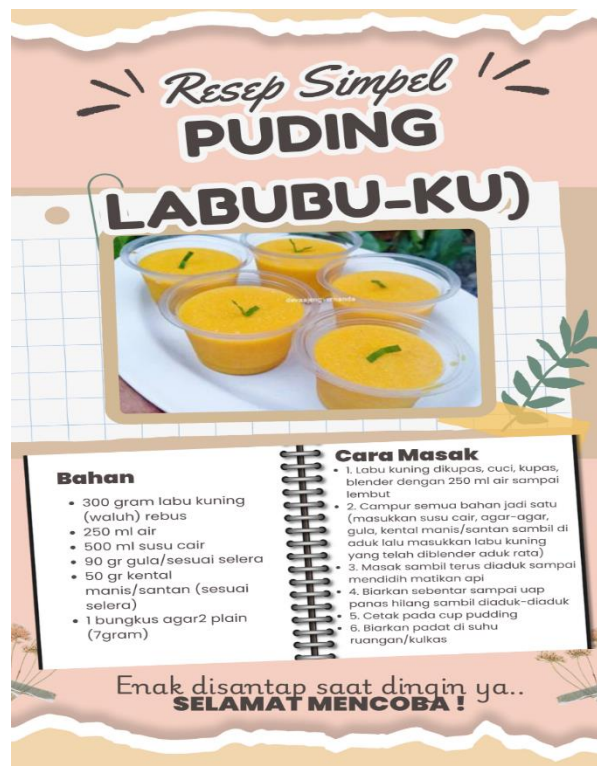 Resep Simpel
PUDING
LABUBU-KU)
Bahan
• 300 gram labu kuning
(waluh) rebus
• 250 ml air
• 500 ml susu cair
• 90 gr gula/sesuai selera
• 50 gr kental
manis/santan (sesuai
selera)
• 1 bungkus agar2 plain
(7gram)
Cara Masak
• 1. Labu kuning dikupas, cuci, kupas,
blender dengan 250 ml air sampai
lembut
• 2. Campur semua bahan jadi satu
(masukkan susu cair, agar-agar,
gula, kental manis/santan sambil di
aduk lalu masukkan labu kuning
yang telah diblender aduk rata)
• 3. Masak sambil terus diaduk sampai
mendidih matikan api
• 4. Biarkan sebentar sampai uap
panas hilang sambil diaduk-diaduk
• 5. Cetak pada cup pudding
• 6. Biarkan padat di suhu
ruangan/kulkas
Enak disantap saat dingin ya..
SELAMAT MENCOBA !